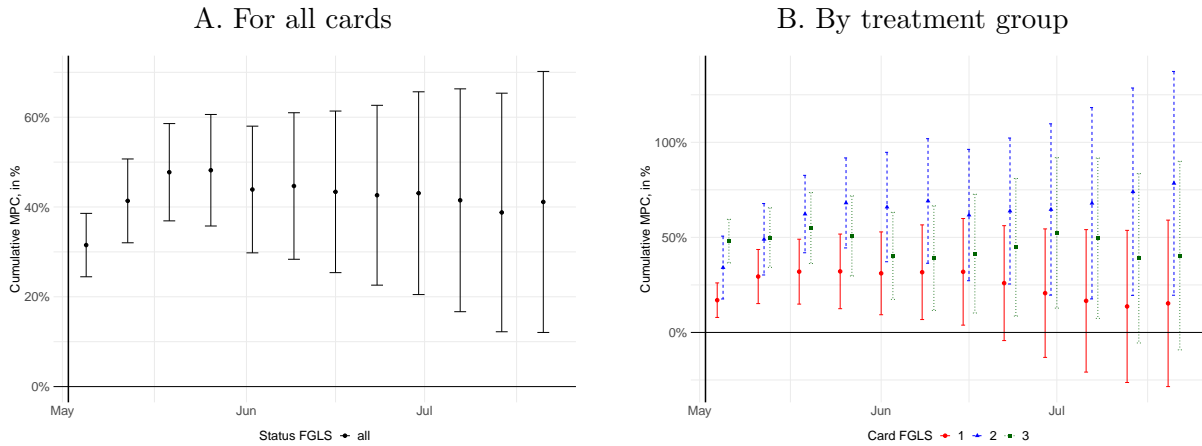 A. For all cards
Cumulative MPC, in %
60%
40%
20%
0%
May
Jun
Jul
Status FGLS all
B. By treatment group
Cumulative MPC, in %
100%
50%
0%
May
Jun
Jul
Card FGLS 1 2 3